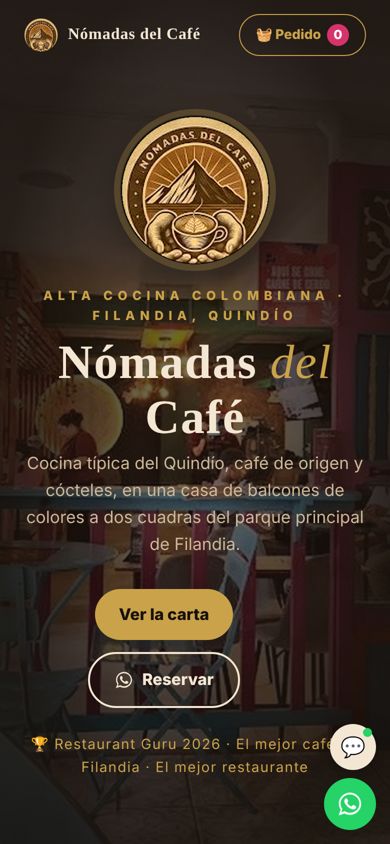 Nómadas del Café
🧺 Pedido 0
NOMADAS DEL CAFE
ALTA COCINA COLOMBIANA ·
FILANDIA, QUINDÍO
Nómadas del
Café
Cocina típica del Quindío, café de origen y
cócteles, en una casa de balcones de
colores a dos cuadras del parque principal
de Filandia.
Ver la carta
Reservar
🏆 Restaurant Guru 2026 · El mejor café
Filandia · El mejor restaurante